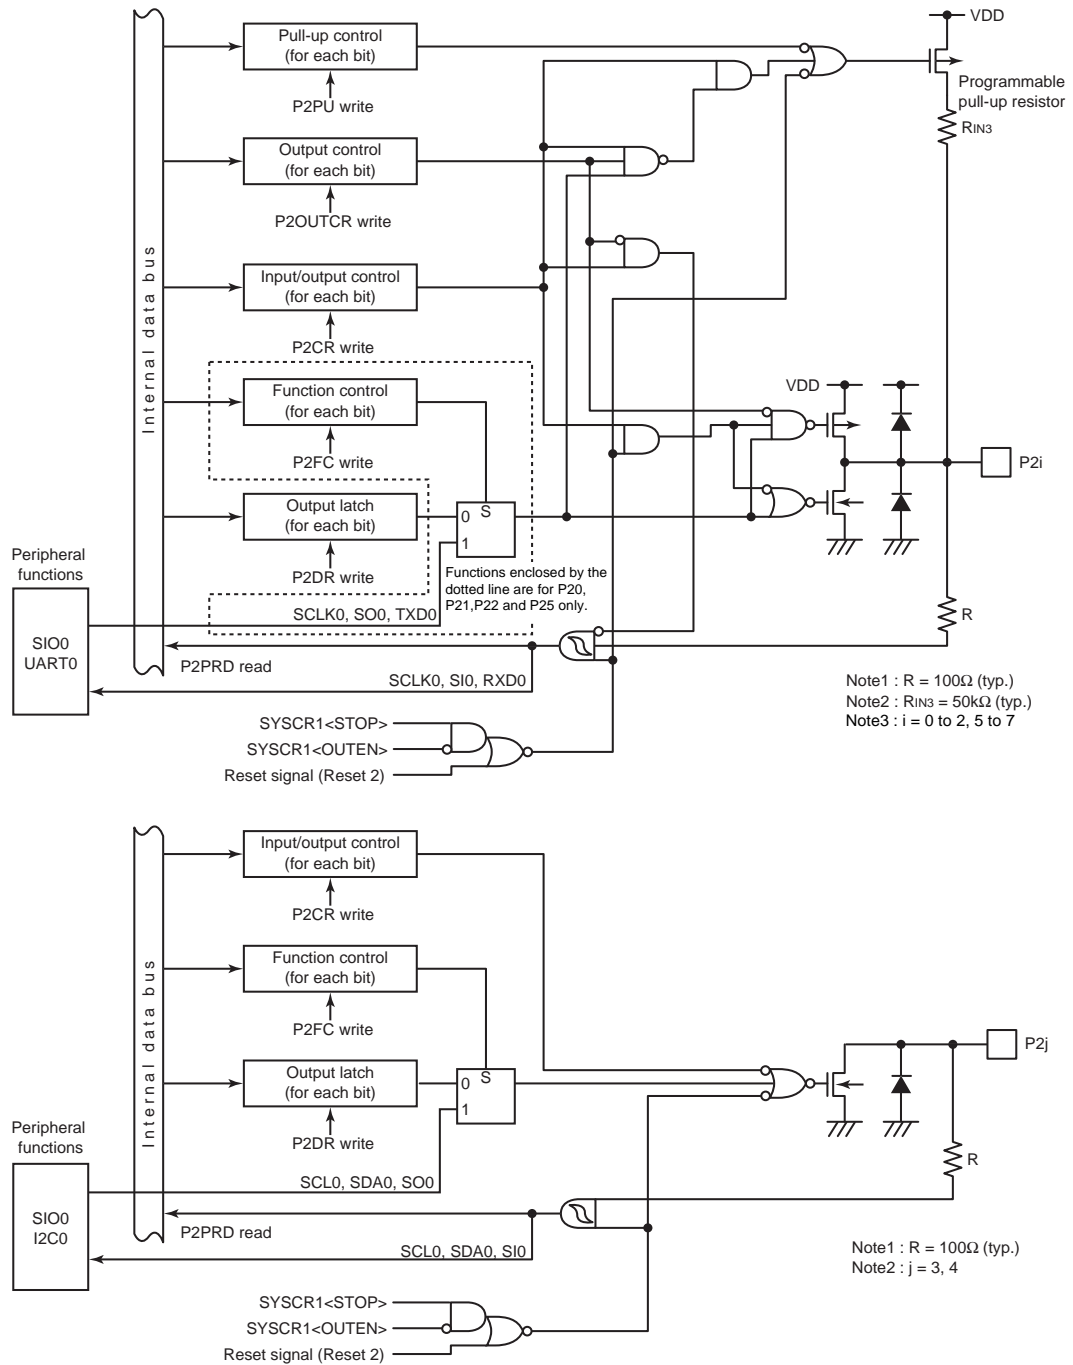 VDD
Pull-up control
(for each bit)
P2PU write
Programmable
pull-up resistor
RIN3
Output control
(for each bit)
P2OUTCR write
Internal data bus
Input/output control
(for each bit)
P2CR write
Function control
(for each bit)
P2FC write
VDD
P2i
Output latch
(for each bit)
P2DR write
0 S
1
Peripheral
functions
Functions enclosed by the
dotted line are for P20,
P21,P22 and P25 only.
SCLK0, SO0, TXD0
R
SIO0
UART0
P2PRD read
SCLK0, SI0, RXD0
Note1 : R = 100Ω (typ.)
Note2 : RIN3 = 50kΩ (typ.)
Note3 : i = 0 to 2, 5 to 7
SYSCR1<STOP>
SYSCR1<OUTEN>
Reset signal (Reset 2)
Input/output control
(for each bit)
P2CR write
Internal data bus
Function control
(for each bit)
P2FC write
P2j
Output latch
(for each bit)
P2DR write
0 S
1
Peripheral
functions
R
SCL0, SDA0, SO0
SIO0
I2C0
P2PRD read
SCL0, SDA0, SI0
Note1 : R = 100Ω (typ.)
Note2 : j = 3, 4
SYSCR1<STOP>
SYSCR1<OUTEN>
Reset signal (Reset 2)